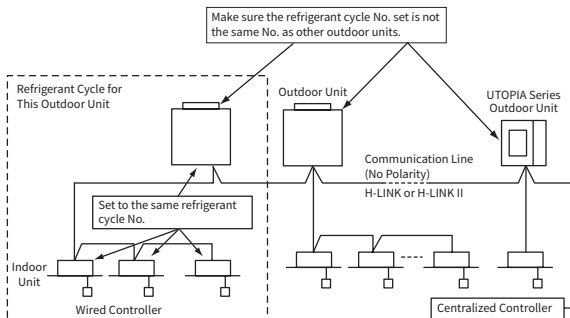 Make sure the refrigerant cycle No. set is not
the same No. as other outdoor units.
Refrigerant Cycle for
This Outdoor Unit
Outdoor Unit
UTOPIA Series
Outdoor Unit
Communication Line
(No Polarity)
H-LINK or H-LINK II
Set to the same refrigerant
cycle No.
Indoor
Unit
Wired Controller
Centralized Controller